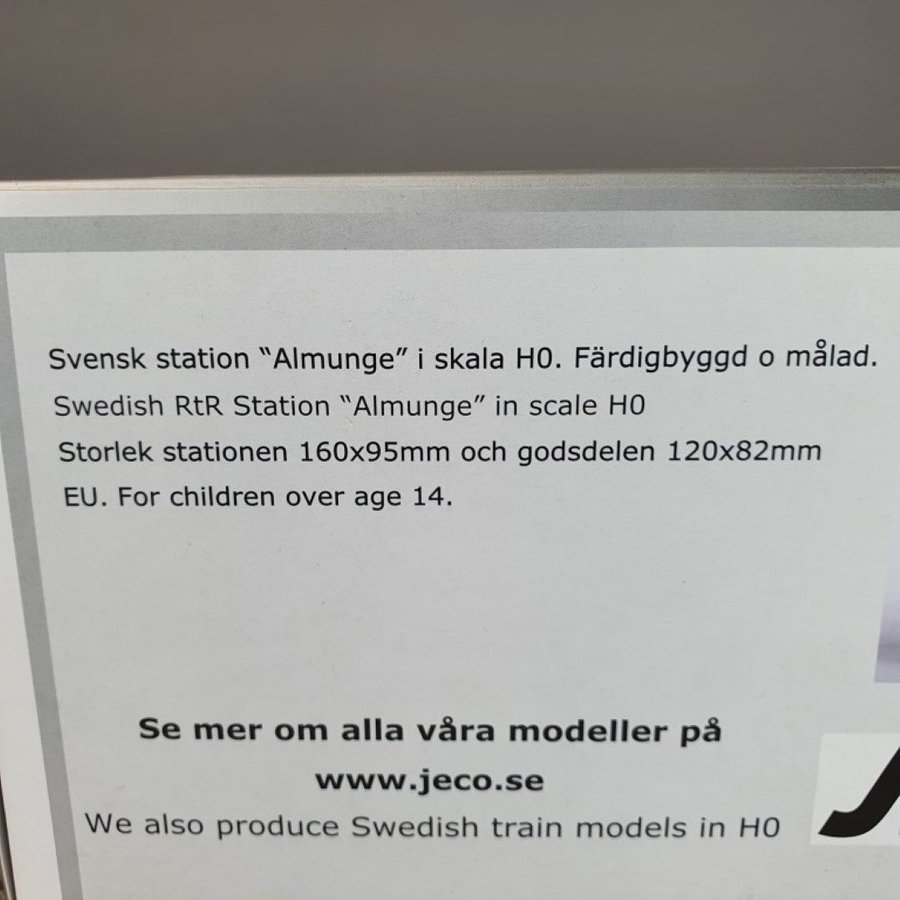 Svensk station “Almunge” i skala H0. Färdigbyggd o målad.
Swedish RtR Station “Almunge” in scale H0
Storlek stationen 160x95mm och godsdelen 120x82mm
EU. For children over age 14.
Se mer om alla våra modeller på
www.jeco.se
We also produce Swedish train models in H0